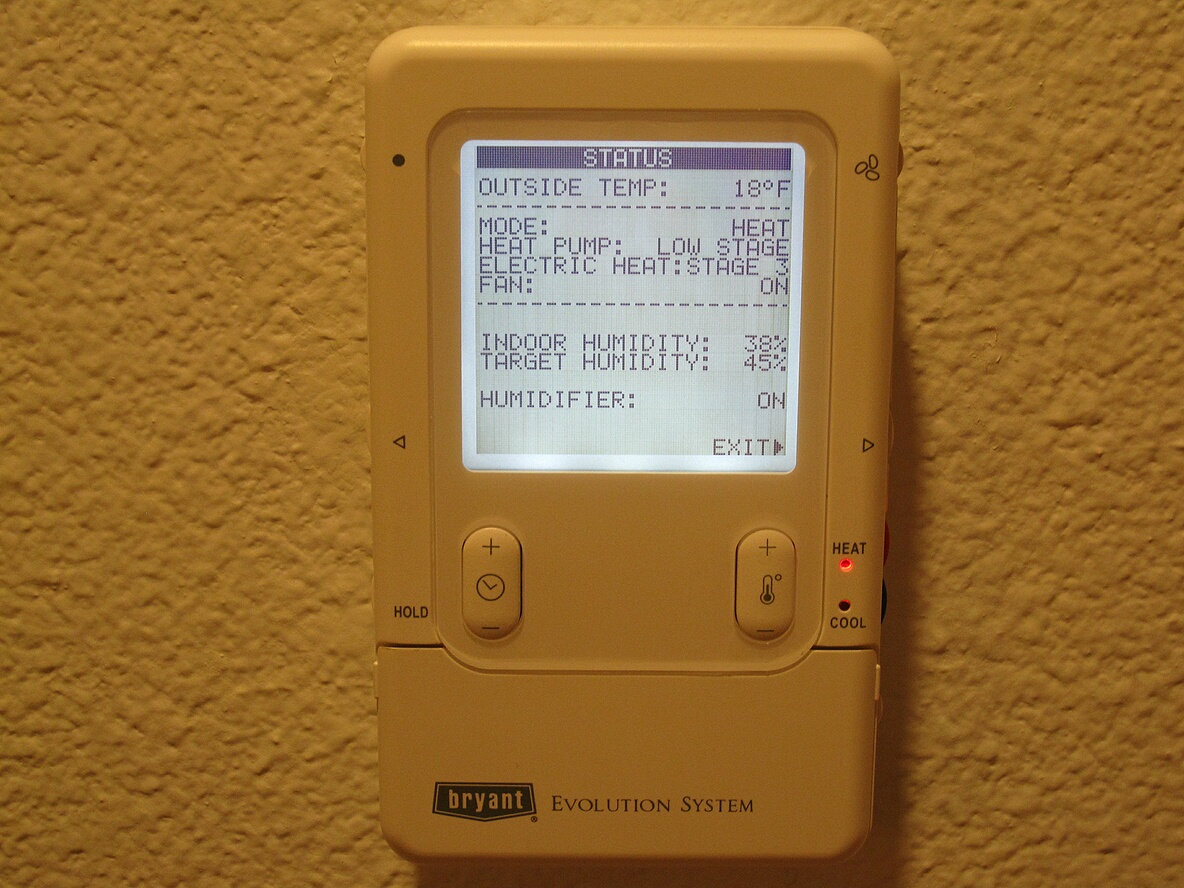 STATUS
OUTSIDE TEMP: 18°F
MODE: HEAT
HEAT PUMP: LOW STAGE
ELECTRIC HEAT:STAGE 3
FAN: ON
INDOOR HUMIDITY: 38%
TARGET HUMIDITY: 45%
HUMIDIFIER: ON
EXIT
HEAT
HOLD
COOL
bryant EVOLUTION SYSTEM